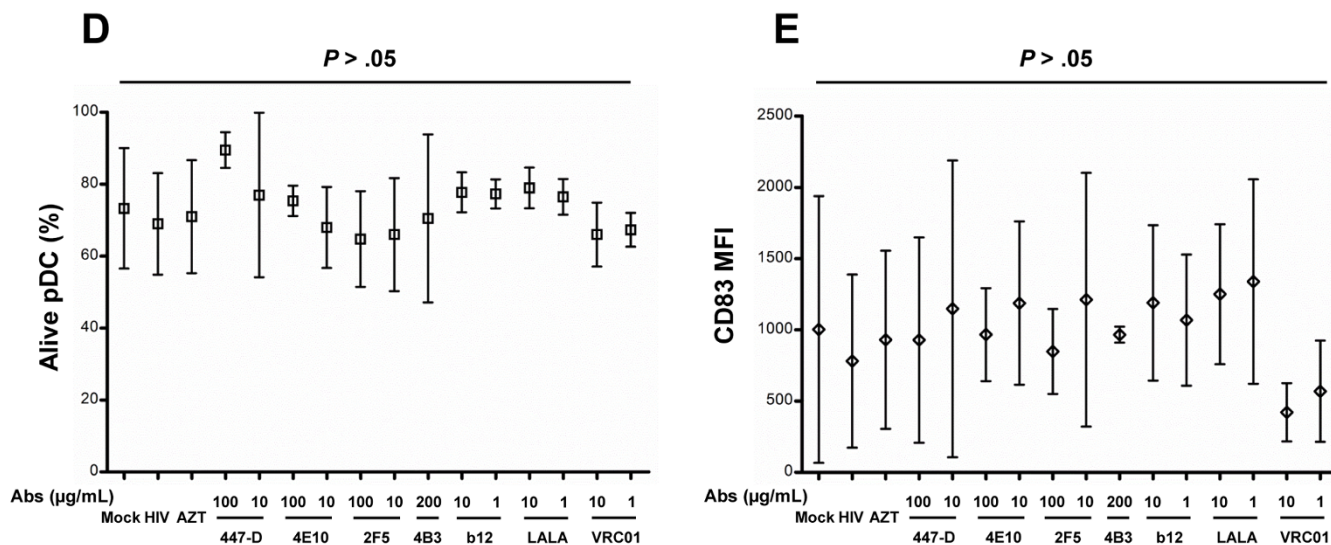 D
P > .05
100
80
60
40
20
0
Alive pDC (%)
Abs (µg/mL)
Mock HIV AZT
100 10 100 10 100 10 200 10 1 10 1 10 1
447-D 4E10 2F5 4B3 b12 LALA VRC01
E
P > .05
2500
2000
1500
1000
500
0
CD83 MFI
Abs (µg/mL)
Mock HIV AZT
100 10 100 10 100 10 200 10 1 10 1 10 1
447-D 4E10 2F5 4B3 b12 LALA VRC01